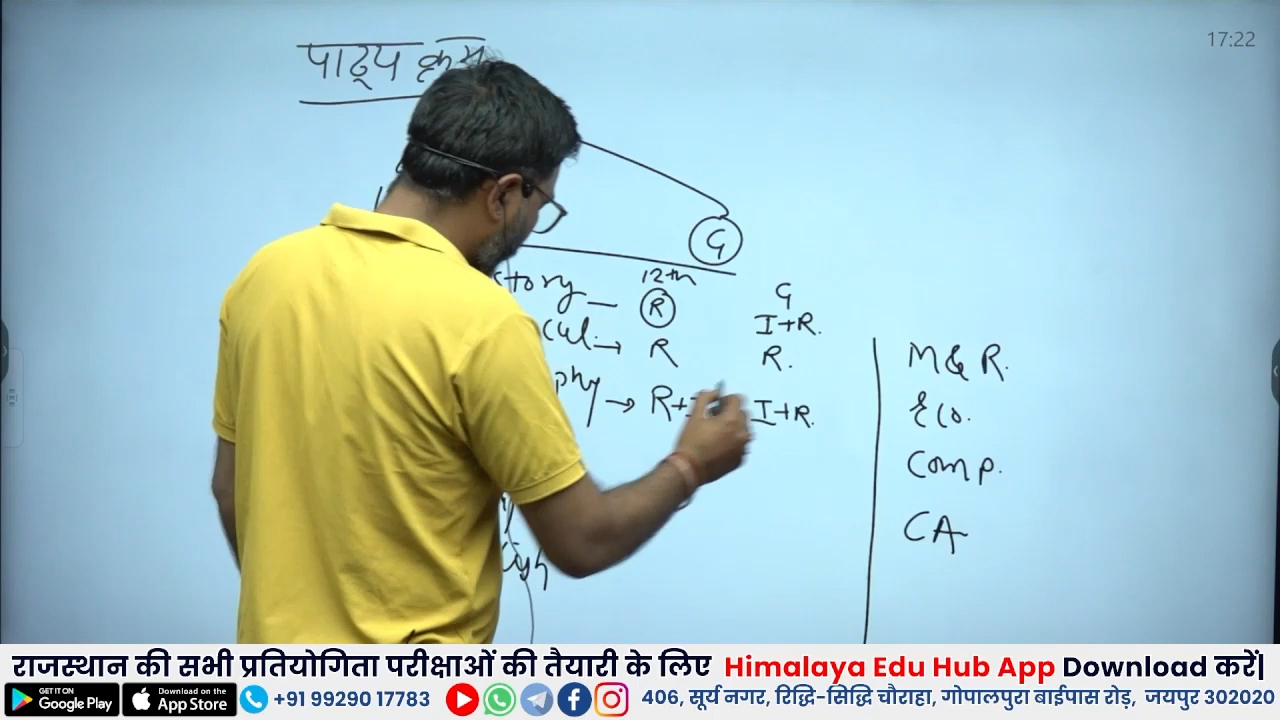 17:22
पाठ्य क्रम
G
12th
story — R
G
I+R.
Cul. → R
R.
phy → R+
I+R.
M & R.
Eco.
Comp.
CA
राजस्थान की सभी प्रतियोगिता परीक्षाओं की तैयारी के लिए Himalaya Edu Hub App Download करें|
GET IT ON Google Play
Download on the App Store
+91 99290 17783
406, सूर्य नगर, रिद्धि-सिद्धि चौराहा, गोपालपुरा बाईपास रोड़, जयपुर 302020